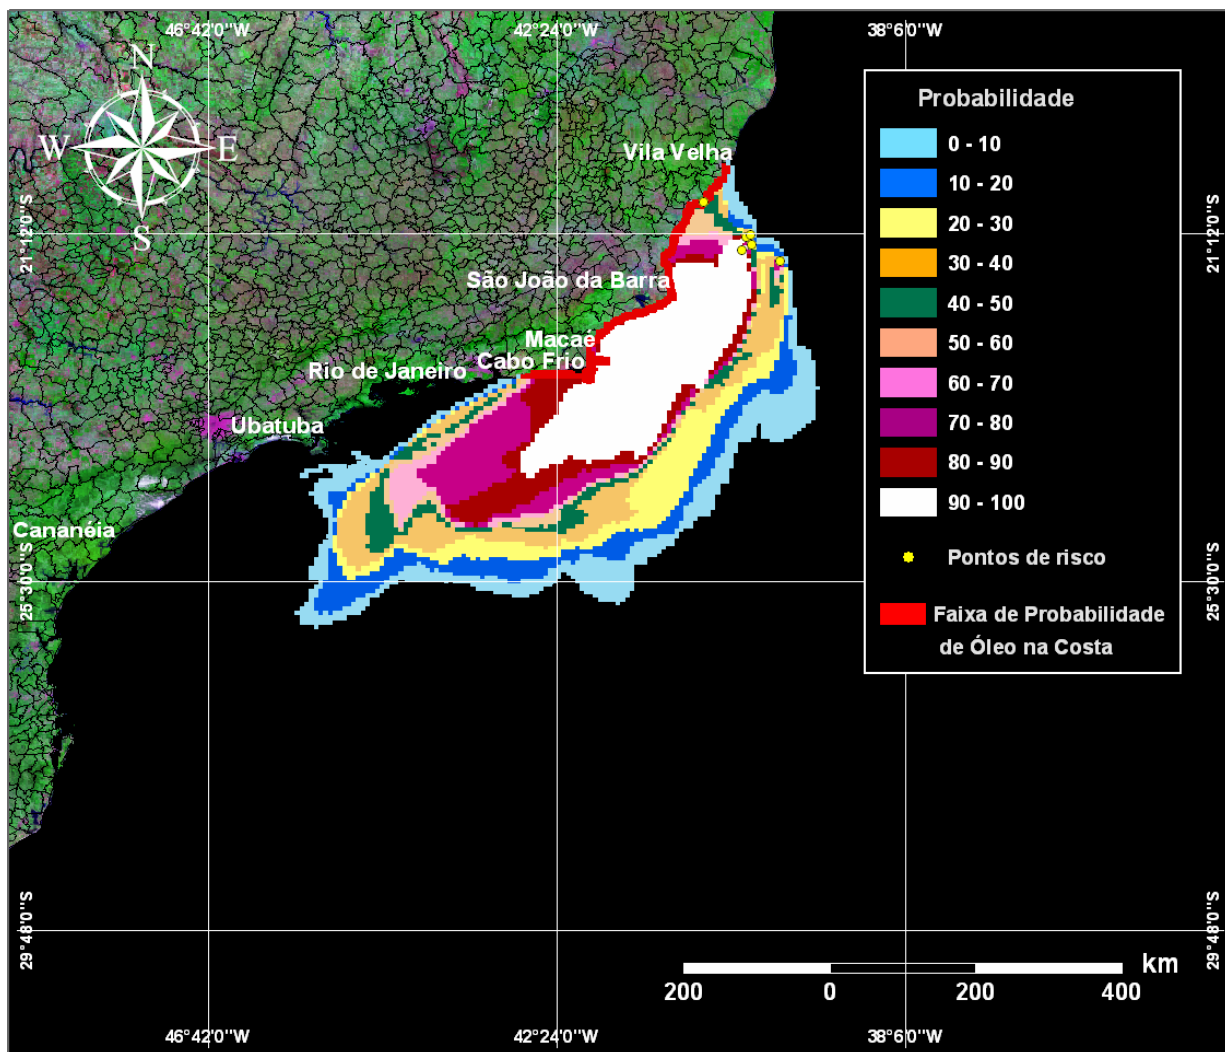 46°42'0"W
42°24'0"W
38°6'0"W
N
W
E
S
21°12'0"S
21°12'0"S
Vila Velha
São João da Barra
Macaé
Cabo Frio
Rio de Janeiro
Ubatuba
Cananéia
25°30'0"S
25°30'0"S
29°48'0"S
29°48'0"S
Probabilidade
0 - 10
10 - 20
20 - 30
30 - 40
40 - 50
50 - 60
60 - 70
70 - 80
80 - 90
90 - 100
Pontos de risco
Faixa de Probabilidade
de Óleo na Costa
km
200 0 200 400
46°42'0"W
42°24'0"W
38°6'0"W